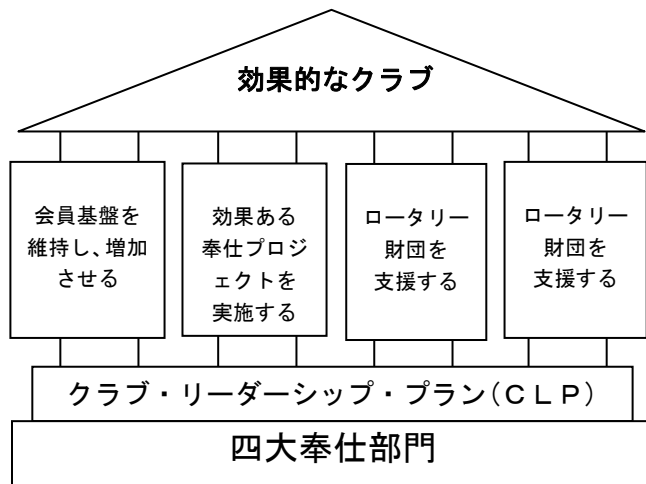 効果的なクラブ
会員基盤を
維持し、増加
させる
効果ある
奉仕プロジ
ェクトを
実施する
ロータリー
財団を
支援する
ロータリー
財団を
支援する
クラブ・リーダーシップ・プラン（ＣＬＰ）
四大奉仕部門